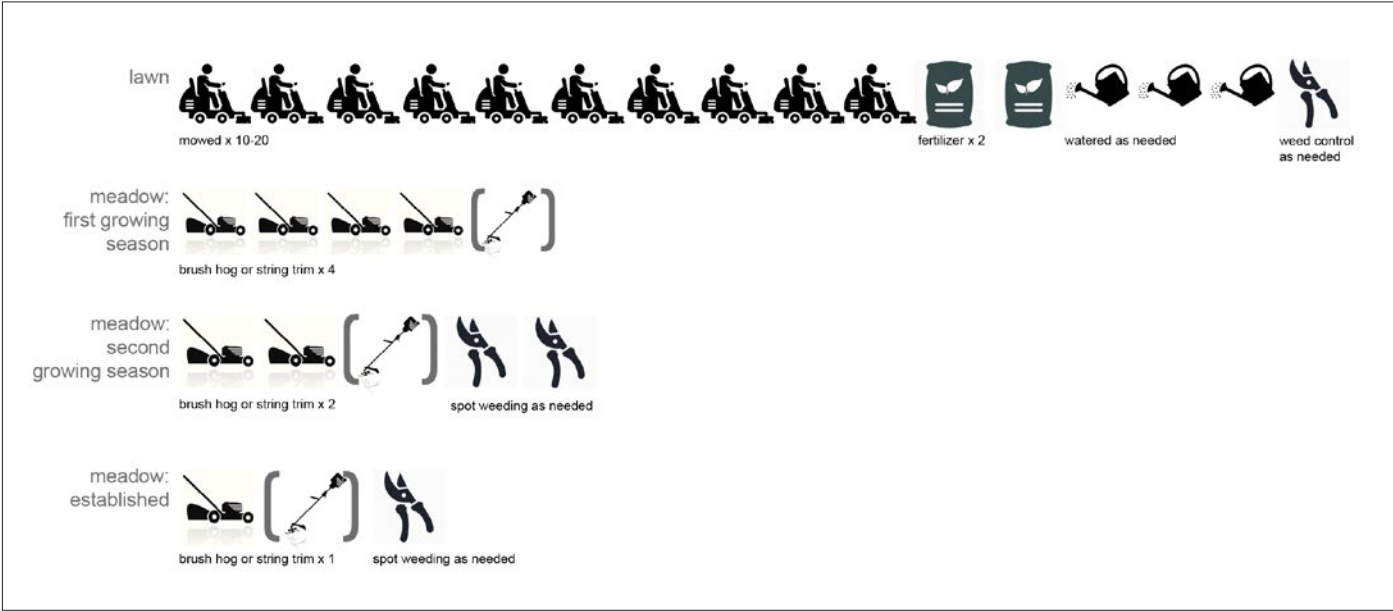 lawn
mowed x 10-20
fertilizer x 2
watered as needed
weed control
as needed
meadow:
first growing
season
brush hog or string trim x 4
meadow:
second
growing season
brush hog or string trim x 2
spot weeding as needed
meadow:
established
brush hog or string trim x 1
spot weeding as needed